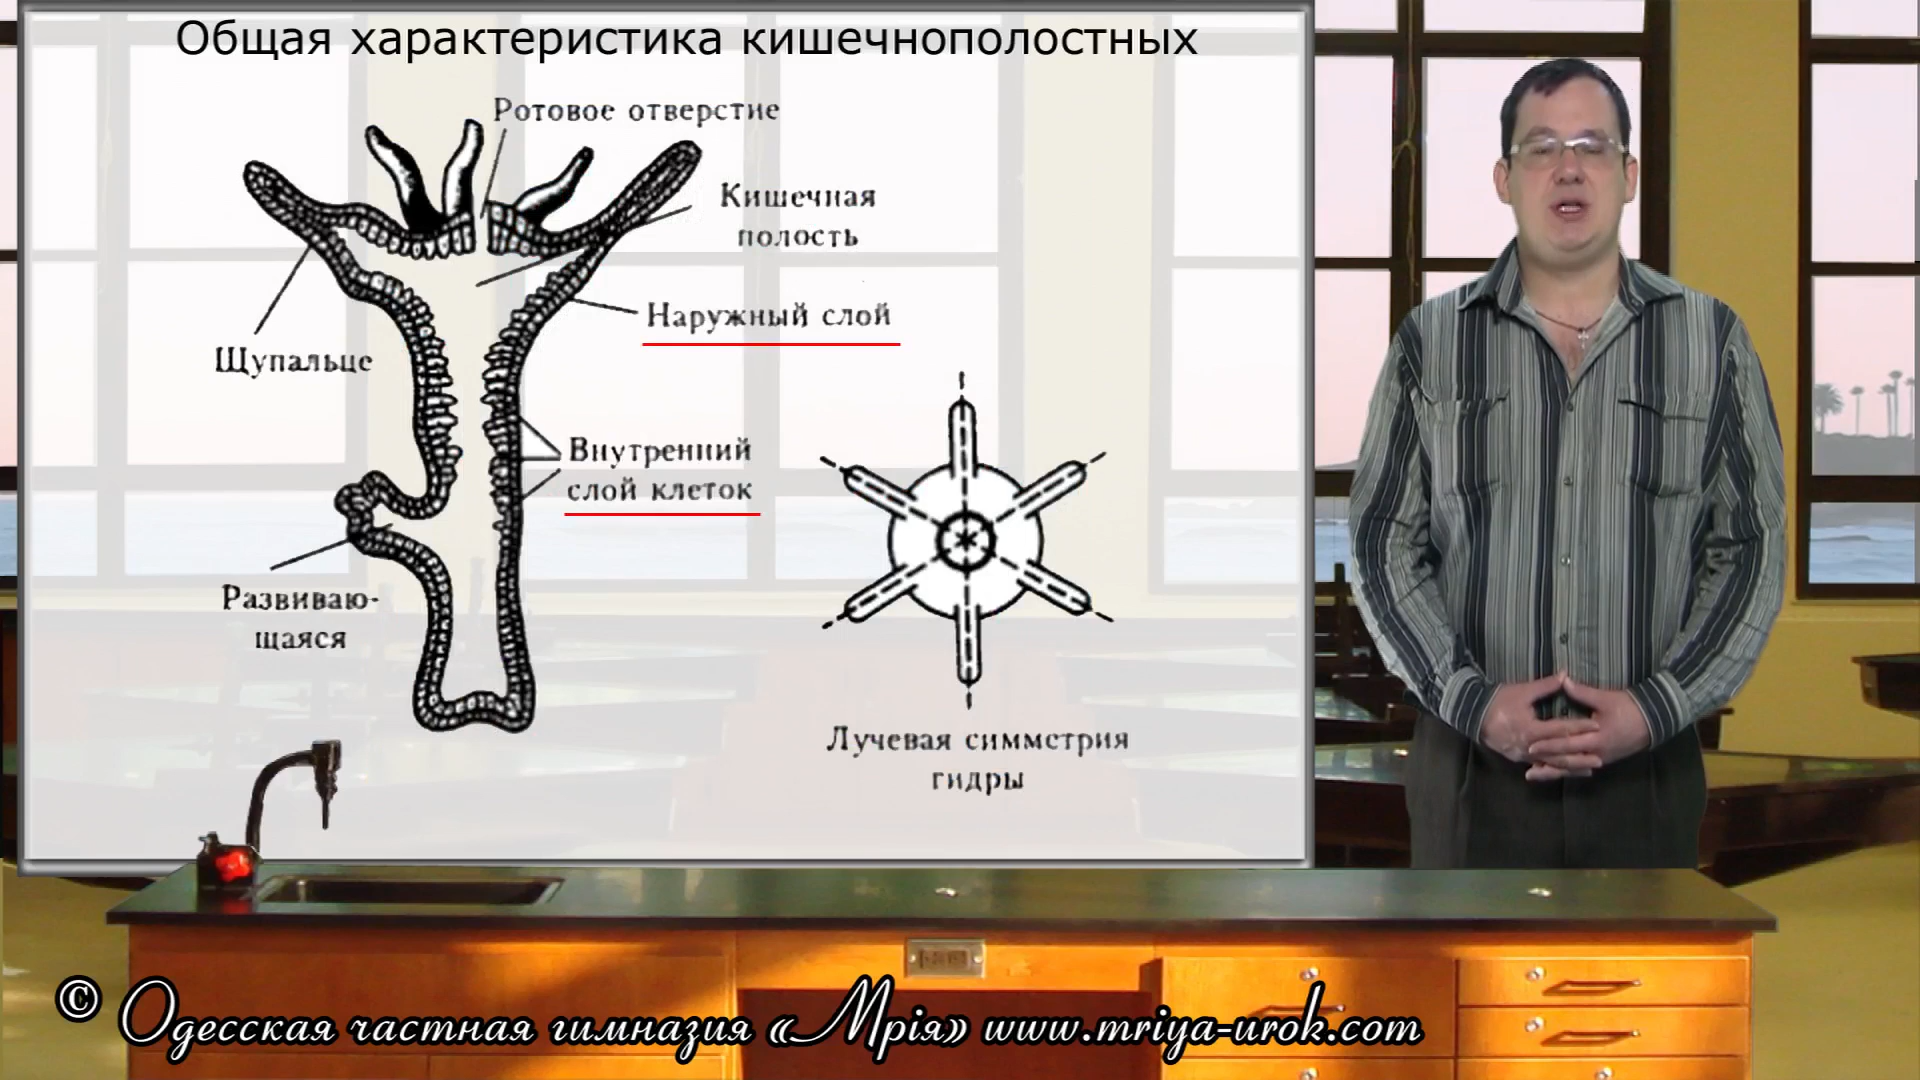 Общая характеристика кишечнополостных
Ротовое отверстие
Кишечная
полость
Наружный слой
Щупальце
Внутренний
слой клеток
Развиваю-
щаяся
Лучевая симметрия
гидры
© Одесская частная гимназия «Мрія» www.mriya-urok.com